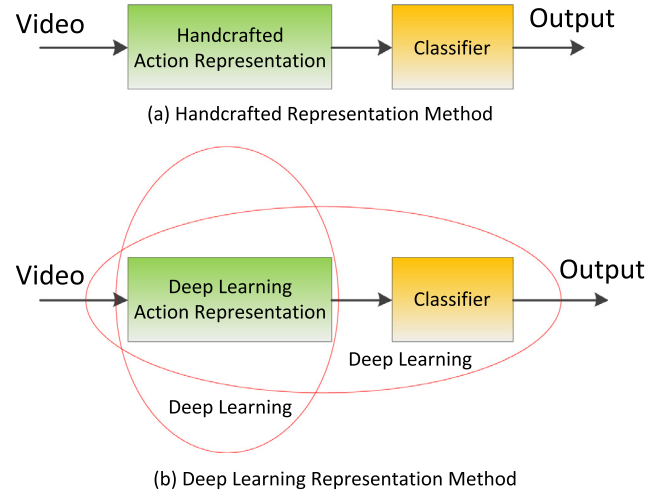 Video
Handcrafted
Action Representation
Classifier
Output
(a) Handcrafted Representation Method
Video
Deep Learning
Action Representation
Classifier
Output
Deep Learning
Deep Learning
(b) Deep Learning Representation Method